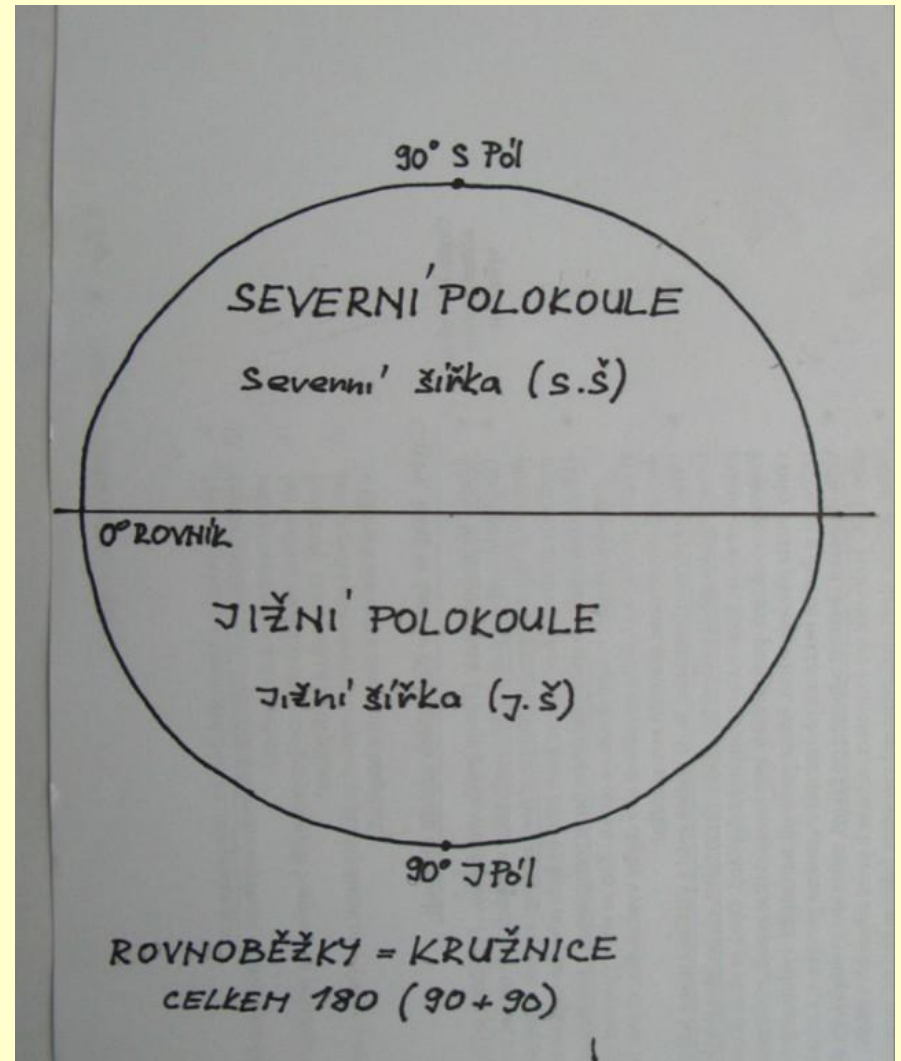 90° S Pól
SEVERNÍ POLOKOULE
Severní šířka (s.š)
0° ROVNÍK
JIŽNÍ POLOKOULE
Jižní šířka (j.š)
90° J Pól
ROVNOBĚŽKY = KRUŽNICE
CELKEM 180 (90+90)